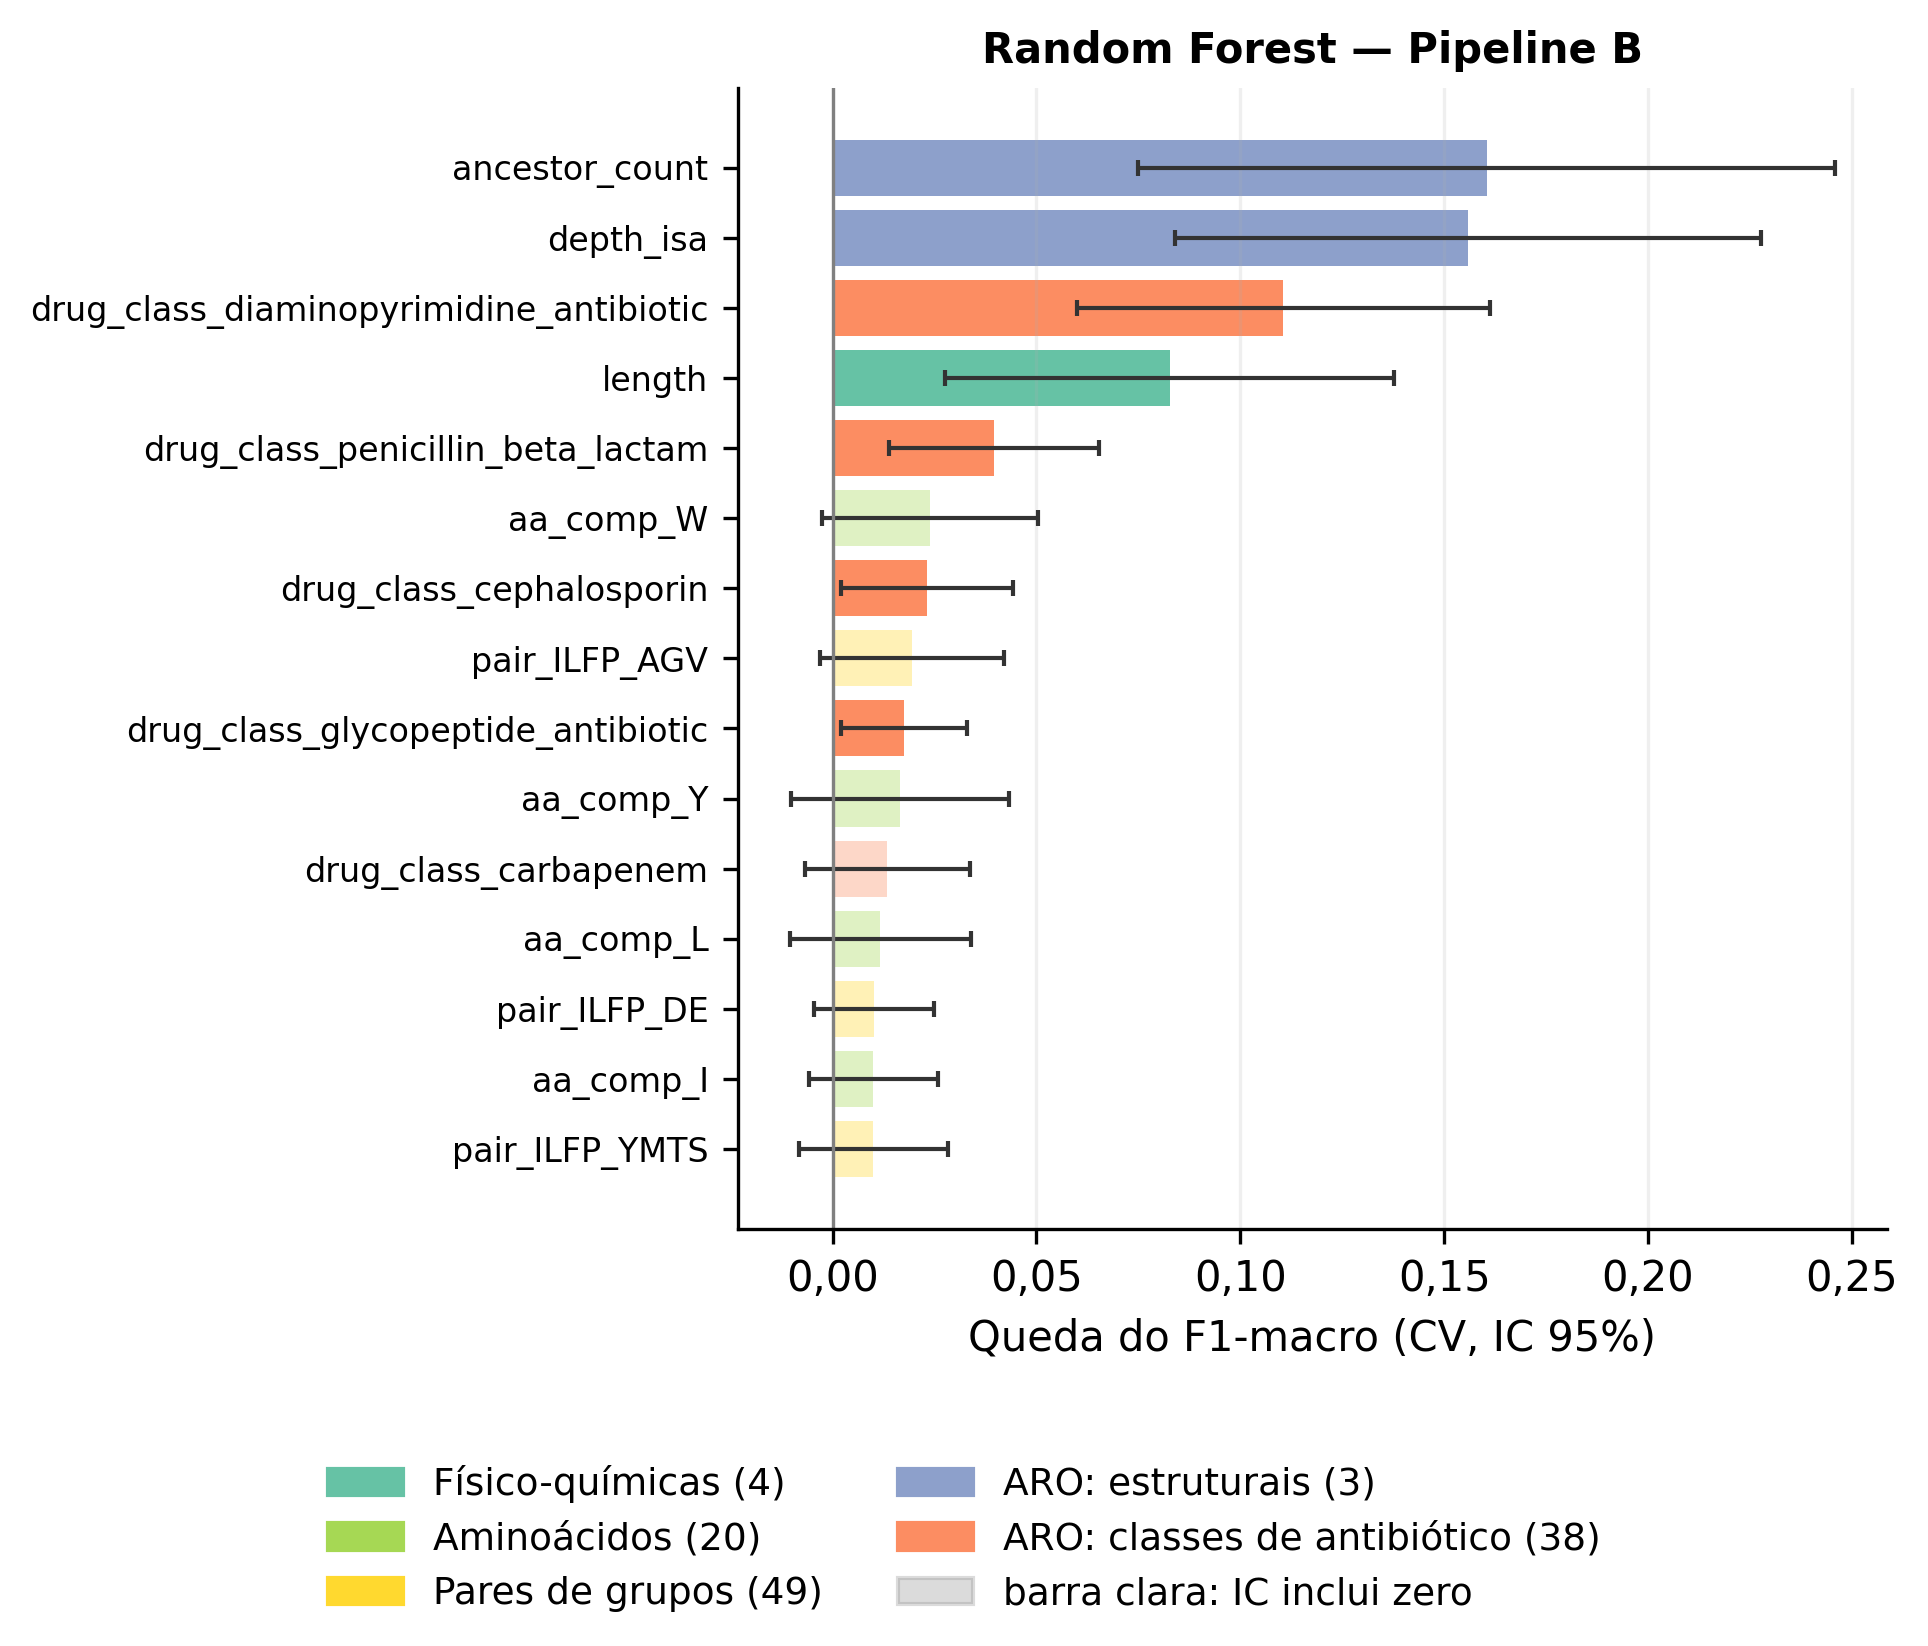 Random Forest — Pipeline B
ancestor_count
depth_isa
drug_class_diaminopyrimidine_antibiotic
length
drug_class_penicillin_beta_lactam
aa_comp_W
drug_class_cephalosporin
pair_ILFP_AGV
drug_class_glycopeptide_antibiotic
aa_comp_Y
drug_class_carbapenem
aa_comp_L
pair_ILFP_DE
aa_comp_I
pair_ILFP_YMTS
0,00 0,05 0,10 0,15 0,20 0,25
Queda do F1-macro (CV, IC 95%)
Físico-químicas (4)
Aminoácidos (20)
Pares de grupos (49)
ARO: estruturais (3)
ARO: classes de antibiótico (38)
barra clara: IC inclui zero